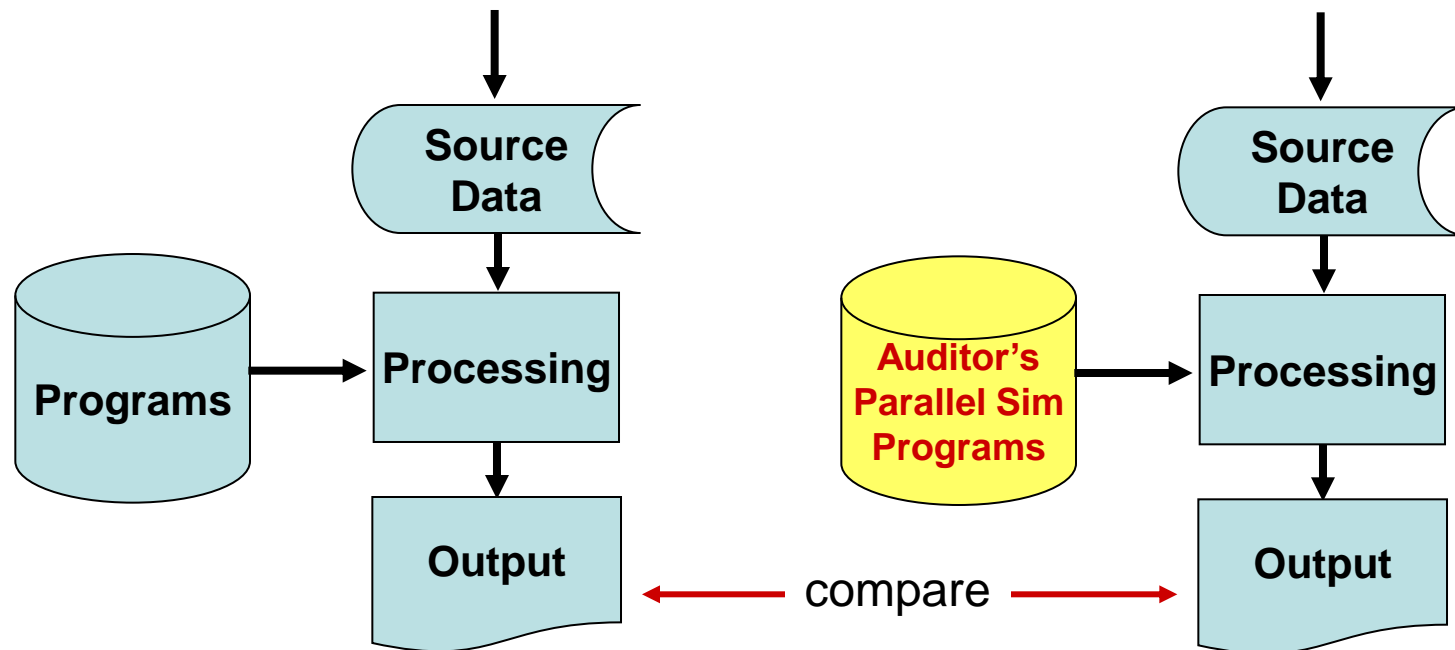 Source
Data
Programs
Processing
Output
compare
Source
Data
Auditor’s
Parallel Sim
Programs
Processing
Output